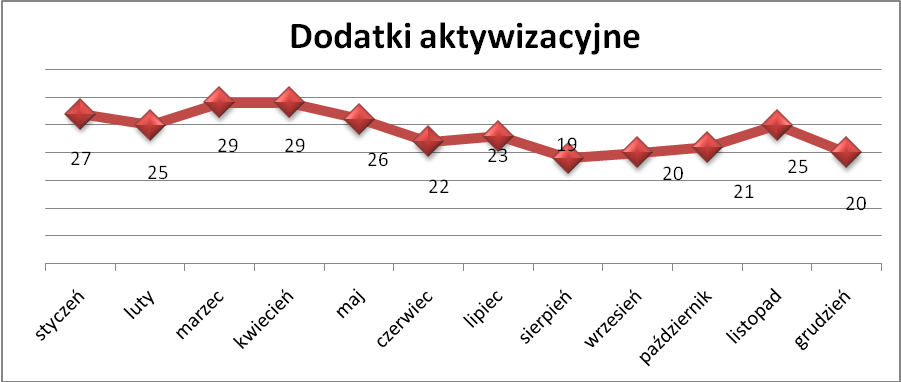 Dodatki aktywizacyjne
27
25
29
29
26
22
23
19
20
21
25
20
styczeń
luty
marzec
kwiecień
maj
czerwiec
lipiec
sierpień
wrzesień
październik
listopad
grudzień